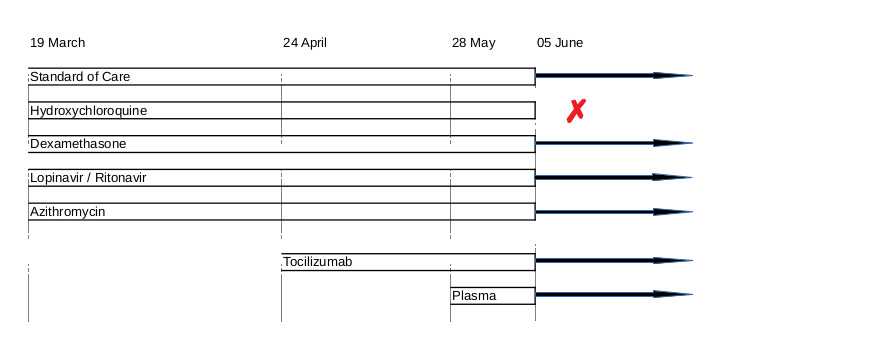 19 March 24 April 28 May 05 June
Standard of Care
Hydroxychloroquine
Dexamethasone
Lopinavir / Ritonavir
Azithromycin
Tocilizumab
Plasma